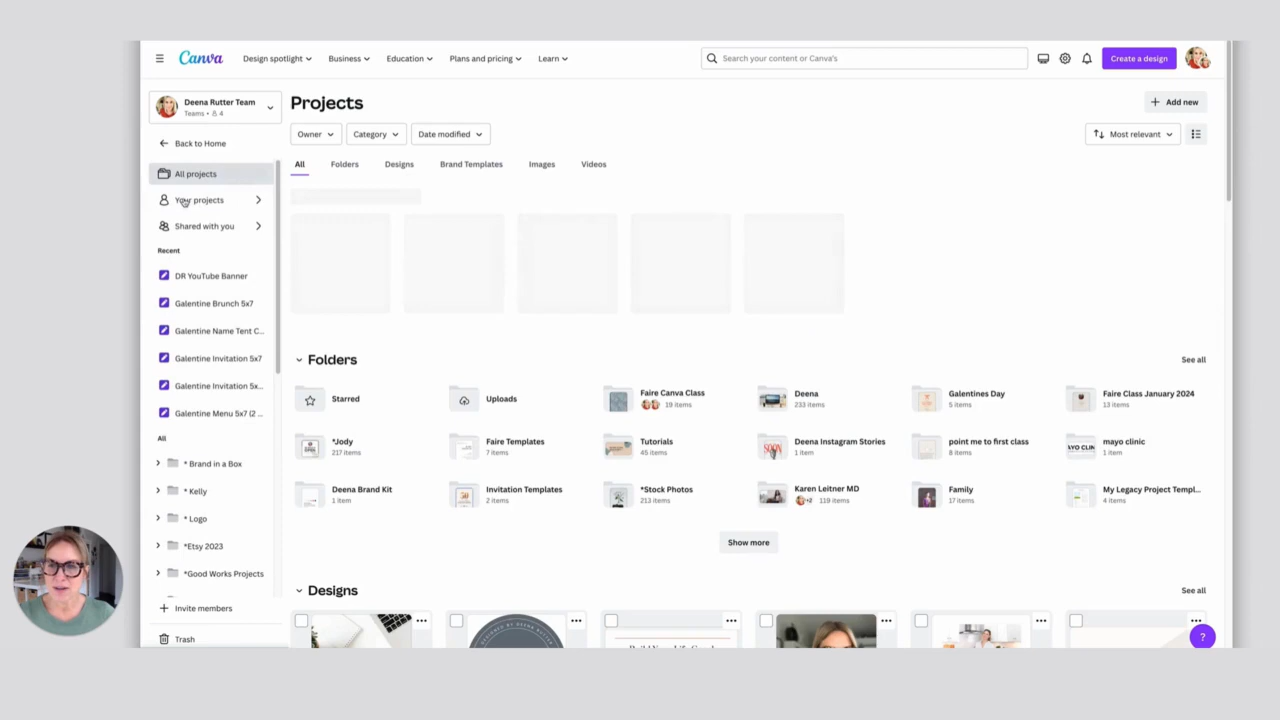 Canva
Design spotlight
Business
Education
Plans and pricing
Learn
Search your content or Canva's
Create a design
Deena Rutter Team
Teams • 4
Back to Home
All projects
Your projects
Shared with you
Recent
DR YouTube Banner
Galentine Brunch 5x7
Galentine Name Tent C...
Galentine Invitation 5x7
Galentine Invitation 5x...
Galentine Menu 5x7 (2 ...
All
* Brand in a Box
* Kelly
* Logo
*Etsy 2023
*Good Works Projects
Invite members
Trash
Projects
Add new
Owner
Category
Date modified
Most relevant
All
Folders
Designs
Brand Templates
Images
Videos
Folders
See all
Starred
Uploads
Faire Canva Class
19 items
Deena
233 items
Galentines Day
5 items
Faire Class January 2024
13 items
*Jody
217 items
Faire Templates
7 items
Tutorials
45 items
Deena Instagram Stories
1 item
point me to first class
8 items
mayo clinic
1 item
Deena Brand Kit
1 item
Invitation Templates
2 items
*Stock Photos
213 items
Karen Leitner MD
+2 119 items
Family
17 items
My Legacy Project Templ...
4 items
Show more
Designs
See all
?